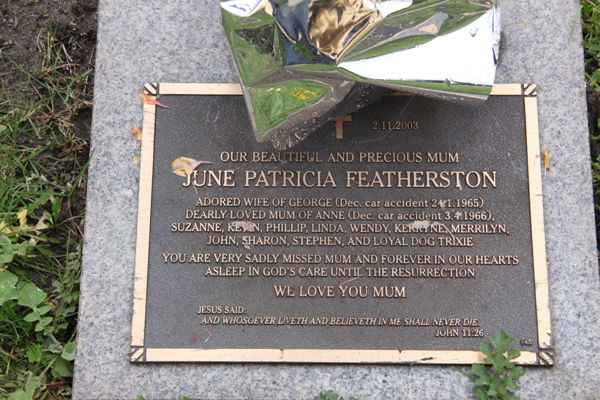 2.11.2003
OUR BEAUTIFUL AND PRECIOUS MUM
JUNE PATRICIA FEATHERSTON
ADORED WIFE OF GEORGE (Dec. car accident 24.1.1965)
DEARLY LOVED MUM OF ANNE (Dec. car accident 3.4.1966),
SUZANNE, KEVIN, PHILLIP, LINDA, WENDY, KERRYNE, MERRILYN,
JOHN, SHARON, STEPHEN, AND LOYAL DOG TRIXIE
YOU ARE VERY SADLY MISSED MUM AND FOREVER IN OUR HEARTS
ASLEEP IN GOD'S CARE UNTIL THE RESURRECTION
WE LOVE YOU MUM
JESUS SAID:
AND WHOSOEVER LIVETH AND BELIEVETH IN ME SHALL NEVER DIE.
JOHN 11:26